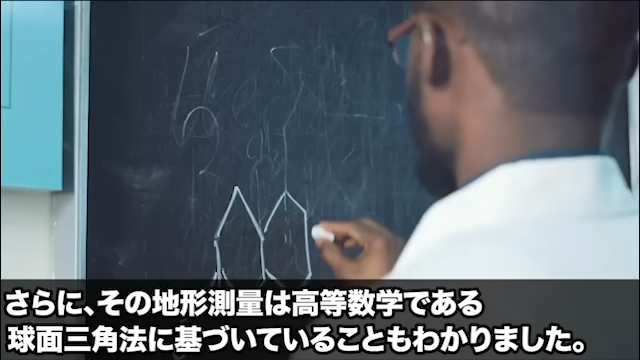 さらに、その地形測量は高等数学である
球面三角法に基づいていることもわかりました。